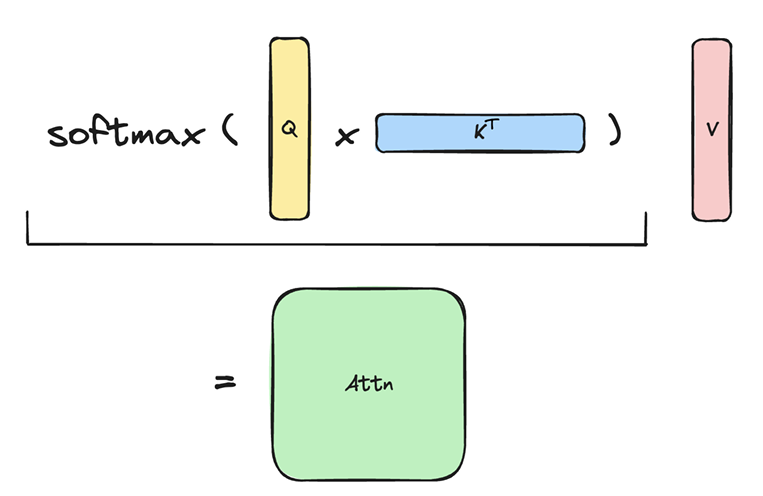 softmax ( Q x Kᵀ ) V
= Attn